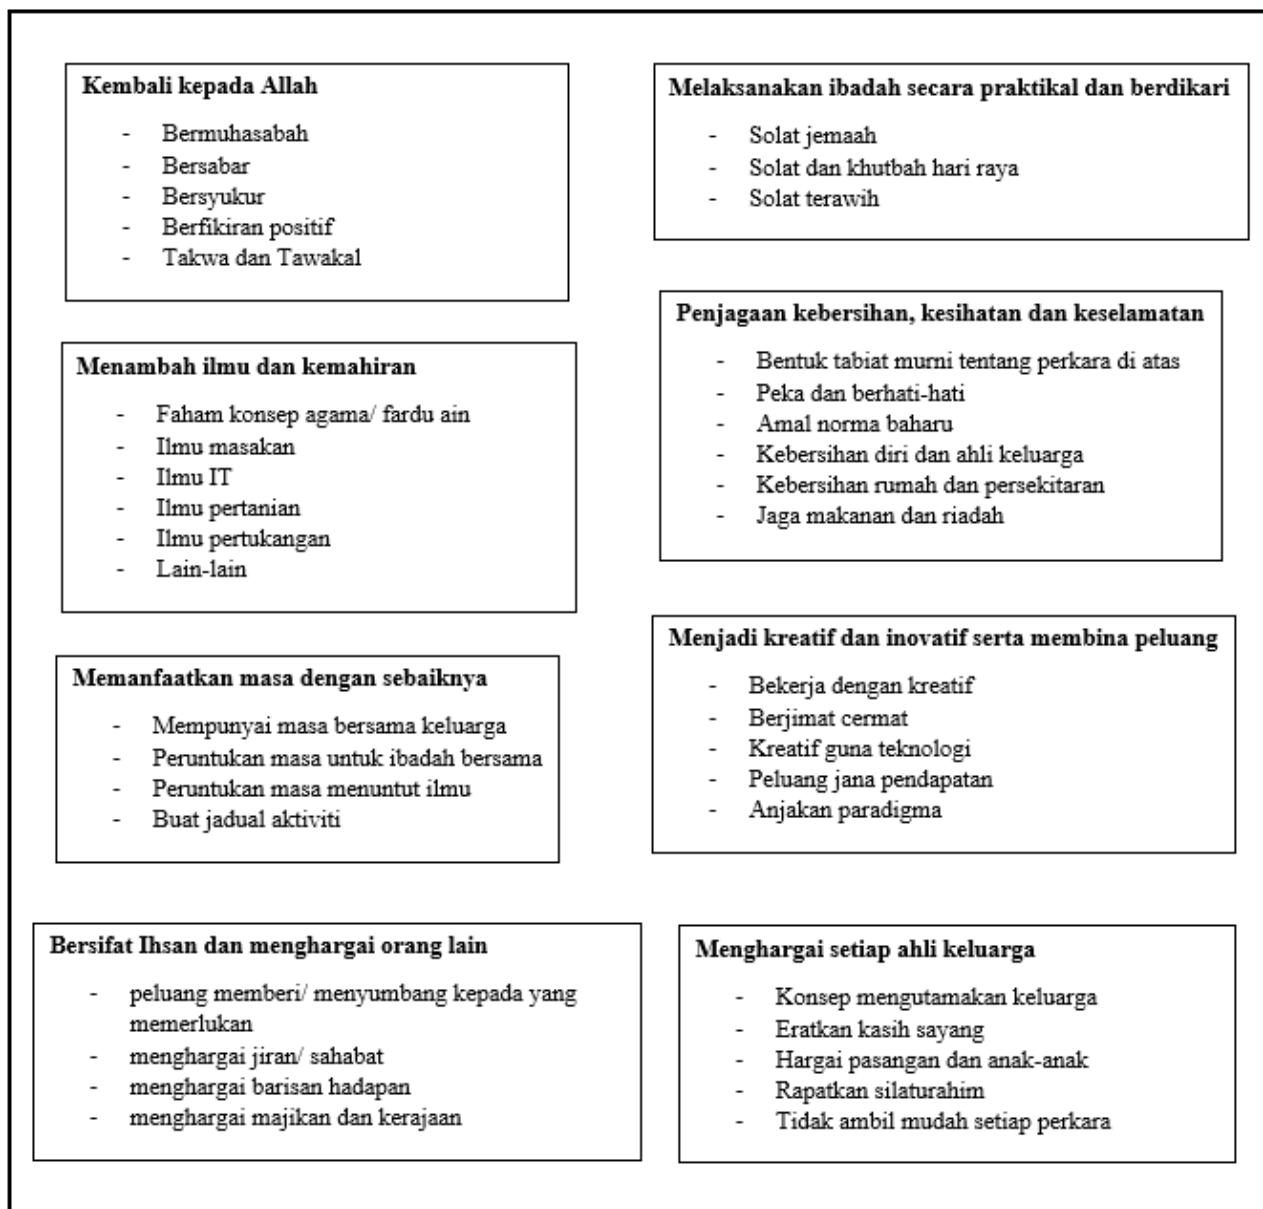 Kembali kepada Allah
- Bermuhasabah
- Bersabar
- Bersyukur
- Berfikiran positif
- Takwa dan Tawakal
Melaksanakan ibadah secara praktikal dan berdikari
- Solat jemaah
- Solat dan khutbah hari raya
- Solat terawih
Menambah ilmu dan kemahiran
- Faham konsep agama/ fardu ain
- Ilmu masakan
- Ilmu IT
- Ilmu pertanian
- Ilmu pertukangan
- Lain-lain
Penjagaan kebersihan, kesihatan dan keselamatan
- Bentuk tabiat murni tentang perkara di atas
- Peka dan berhati-hati
- Amal norma baharu
- Kebersihan diri dan ahli keluarga
- Kebersihan rumah dan persekitaran
- Jaga makanan dan riadah
Memanfaatkan masa dengan sebaiknya
- Mempunyai masa bersama keluarga
- Peruntukan masa untuk ibadah bersama
- Peruntukan masa menuntut ilmu
- Buat jadual aktiviti
Menjadi kreatif dan inovatif serta membina peluang
- Bekerja dengan kreatif
- Berjimat cermat
- Kreatif guna teknologi
- Peluang jana pendapatan
- Anjakan paradigma
Bersifat Ihsan dan menghargai orang lain
- peluang memberi/ menyumbang kepada yang
memerlukan
- menghargai jiran/ sahabat
- menghargai barisan hadapan
- menghargai majikan dan kerajaan
Menghargai setiap ahli keluarga
- Konsep mengutamakan keluarga
- Eratkan kasih sayang
- Hargai pasangan dan anak-anak
- Rapatkan silaturahim
- Tidak ambil mudah setiap perkara